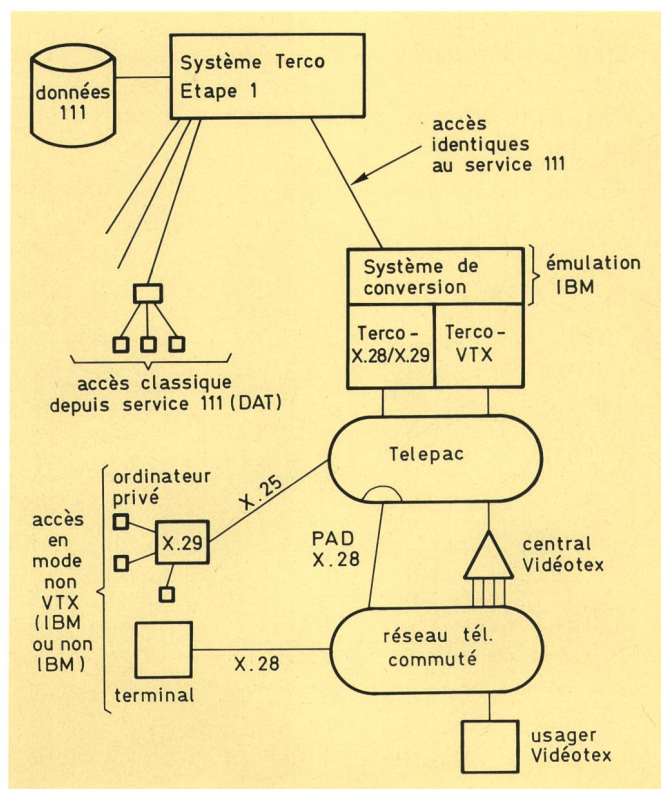 Système Terco
Etape 1
données
111
accès
identiques
au service 111
Système de
conversion
émulation
IBM
Terco-
X.28/X.29
Terco-
VTX
accès classique
depuis service 111 (DAT)
Telepac
ordinateur
privé
X.25
X.29
accès
en
mode
non
VTX
(IBM
ou non
IBM)
PAD
X.28
central
Vidéotex
réseau tél.
commuté
X.28
terminal
usager
Vidéotex